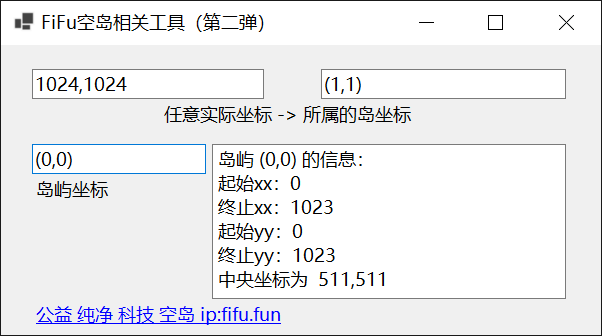 FiFu空岛相关工具（第二弹）
1024,1024
(1,1)
任意实际坐标 -> 所属的岛坐标
(0,0)
岛屿坐标
岛屿 (0,0) 的信息：
起始xx：0
终止xx：1023
起始yy：0
终止yy：1023
中央坐标为  511,511
公益 纯净 科技 空岛 ip:fifu.fun